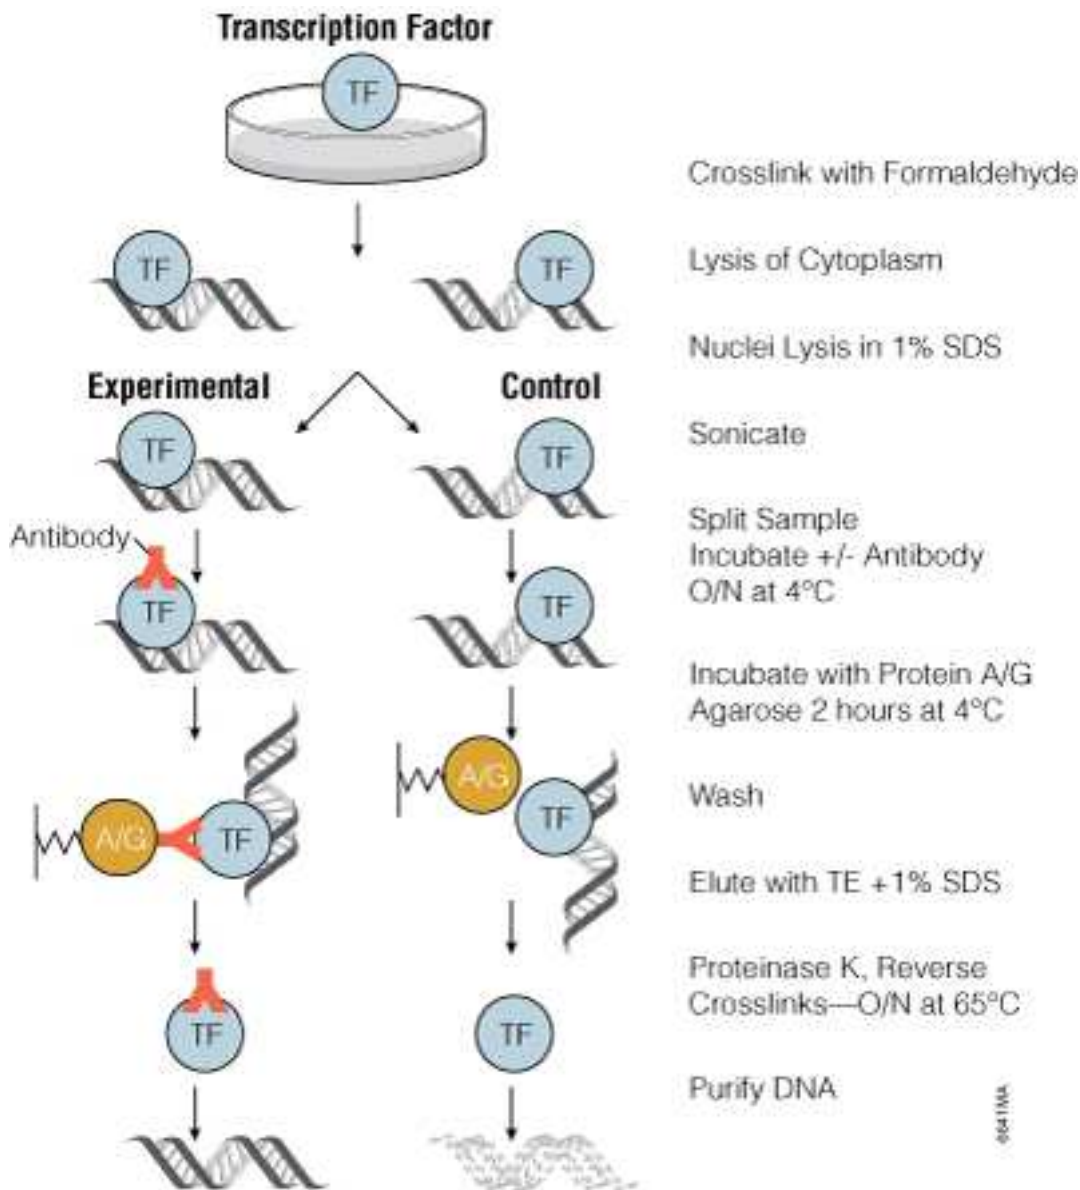 Transcription Factor
TF
Crosslink with Formaldehyde
TF
TF
Lysis of Cytoplasm
Nuclei Lysis in 1% SDS
Experimental
Control
TF
TF
Sonicate
Antibody
TF
TF
Split Sample
Incubate +/- Antibody
O/N at 4°C
Incubate with Protein A/G
Agarose 2 hours at 4°C
A/G
TF
A/G
TF
Wash
Elute with TE +1% SDS
TF
TF
Proteinase K, Reverse
Crosslinks—O/N at 65°C
Purify DNA
6641MA